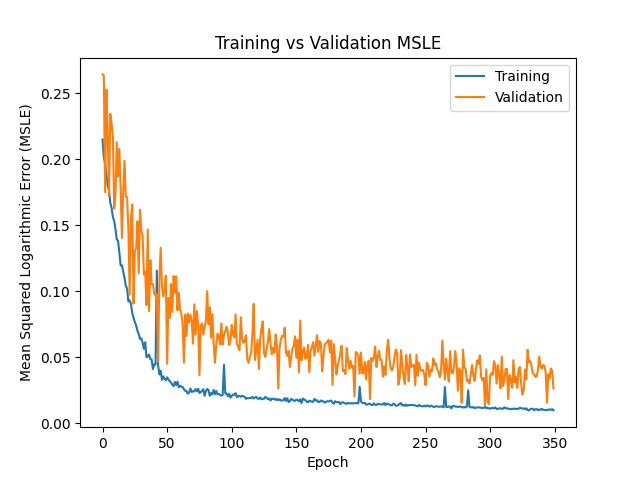 Training vs Validation MSLE
Training
Validation
Mean Squared Logarithmic Error (MSLE)
0.25
0.20
0.15
0.10
0.05
0.00
0 50 100 150 200 250 300 350
Epoch